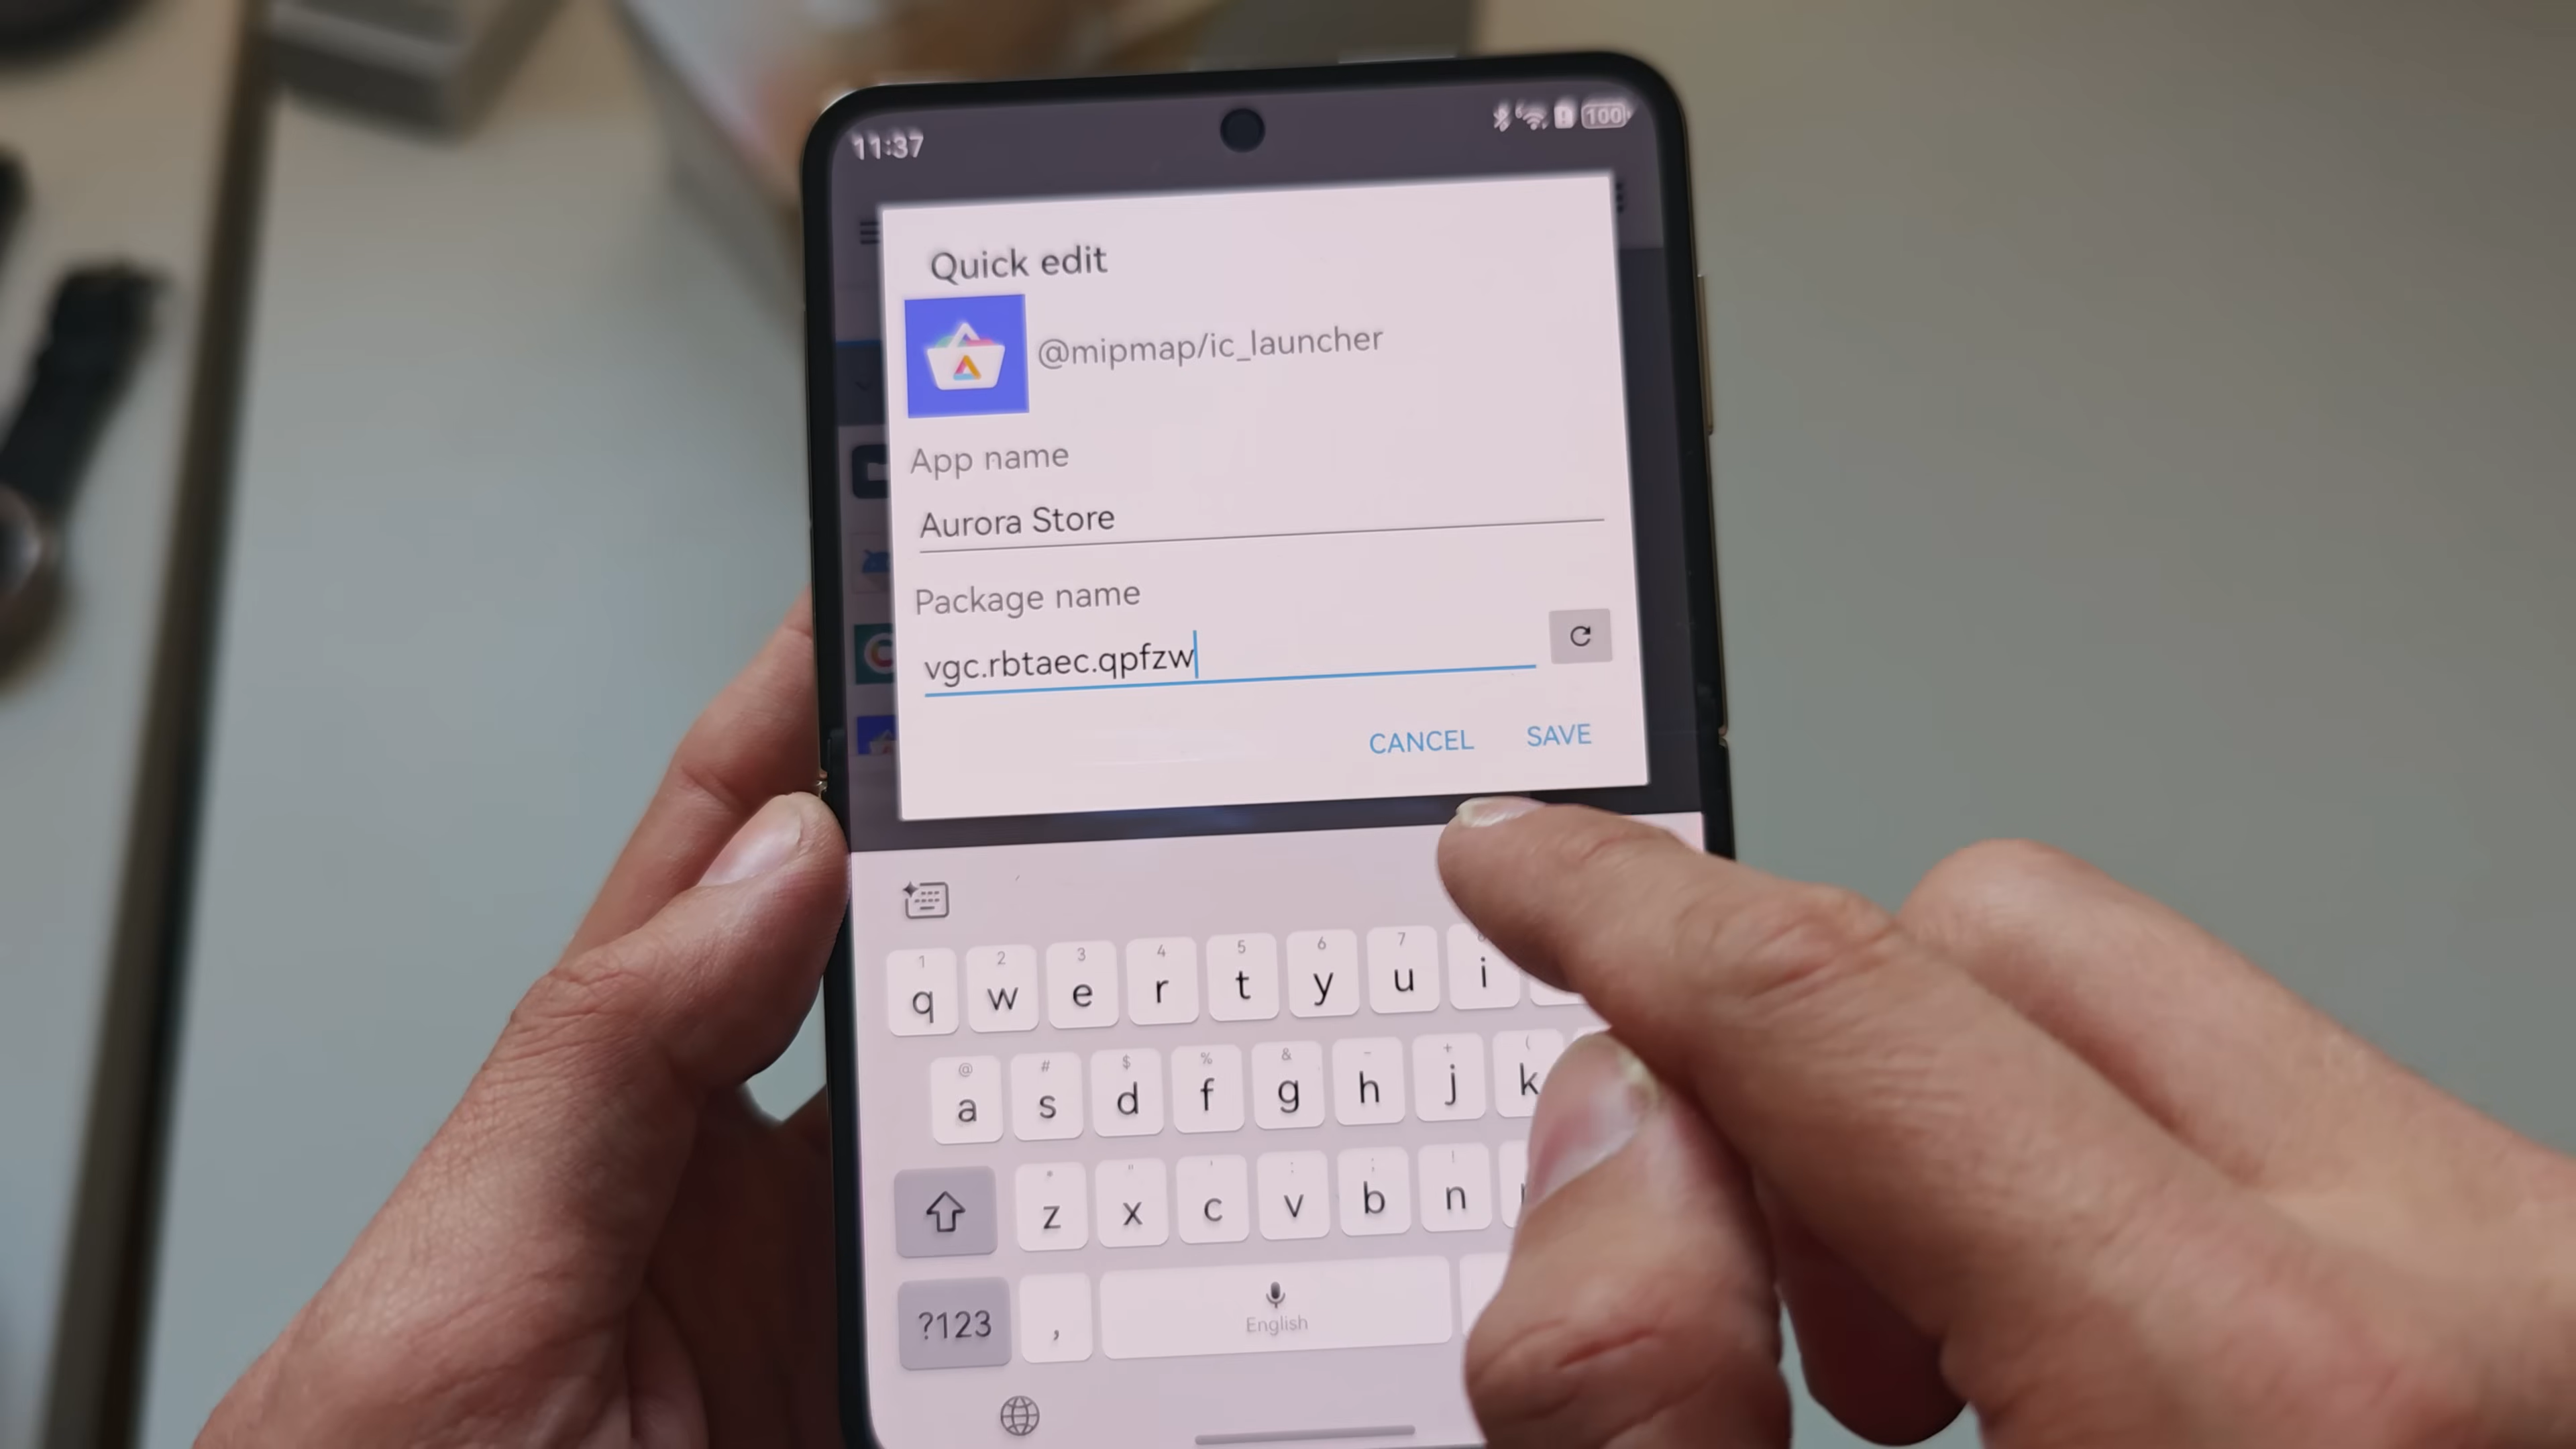 11:37
100
Quick edit
@mipmap/ic_launcher
App name
Aurora Store
Package name
vgc.rbtaec.qpfzw
CANCEL SAVE
1 2 3 4 5 6 7
q w e r t y u i
@ # $ % & - + (
a s d f g h j k
* " ' : ; !
z x c v b n
?123 ,
English